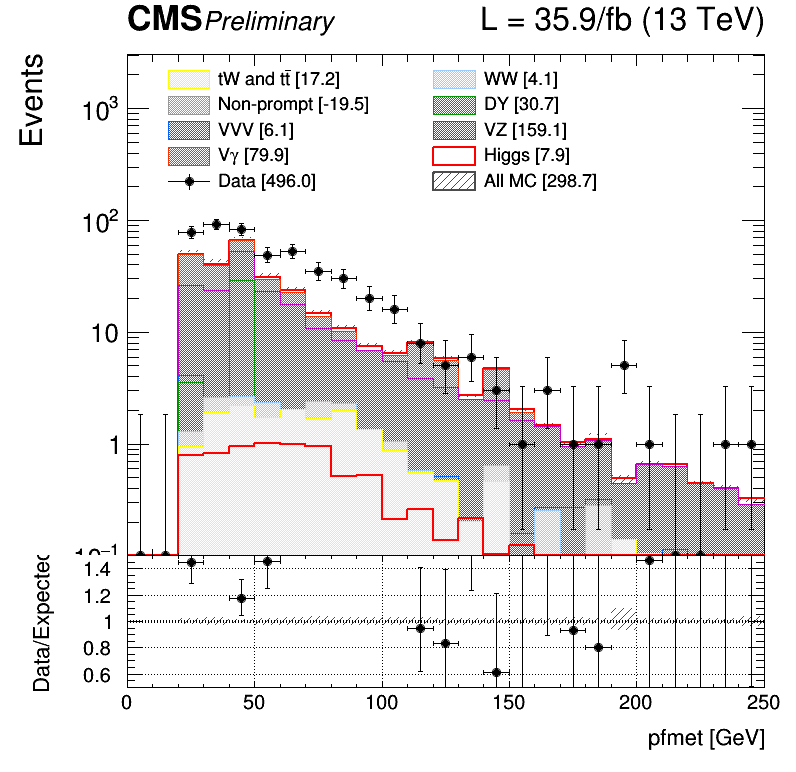 CMS Preliminary L = 35.9/fb (13 TeV)
Events
10³
10²
10
1
10⁻¹
tW and tt̄ [17.2]
Non-prompt [-19.5]
VVV [6.1]
Vγ [79.9]
Data [496.0]
WW [4.1]
DY [30.7]
VZ [159.1]
Higgs [7.9]
All MC [298.7]
Data/Expected
1.4
1.2
1
0.8
0.6
0 50 100 150 200 250
pfmet [GeV]